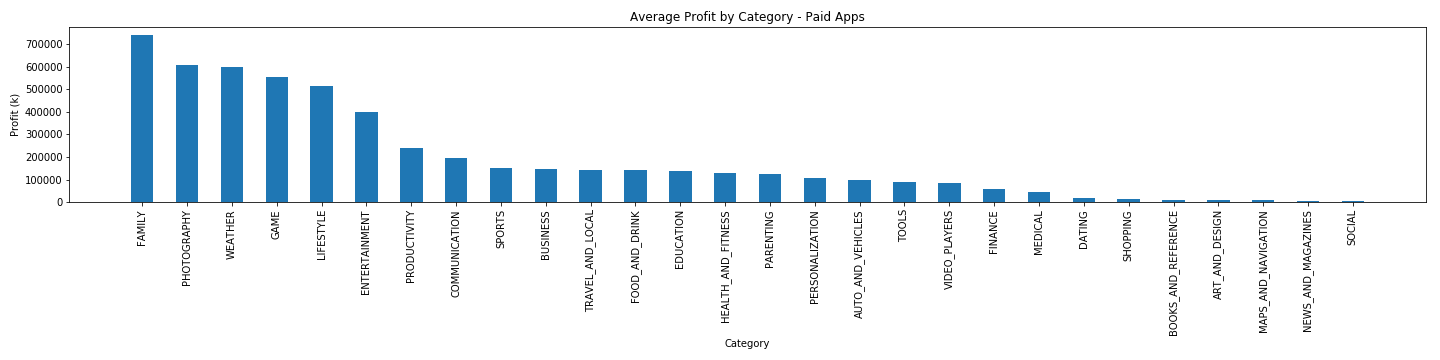 Average Profit by Category - Paid Apps
Profit (k)
700000
600000
500000
400000
300000
200000
100000
0
FAMILY
PHOTOGRAPHY
WEATHER
GAME
LIFESTYLE
ENTERTAINMENT
PRODUCTIVITY
COMMUNICATION
SPORTS
BUSINESS
TRAVEL_AND_LOCAL
FOOD_AND_DRINK
EDUCATION
HEALTH_AND_FITNESS
PARENTING
PERSONALIZATION
AUTO_AND_VEHICLES
TOOLS
VIDEO_PLAYERS
FINANCE
MEDICAL
DATING
SHOPPING
BOOKS_AND_REFERENCE
ART_AND_DESIGN
MAPS_AND_NAVIGATION
NEWS_AND_MAGAZINES
SOCIAL
Category